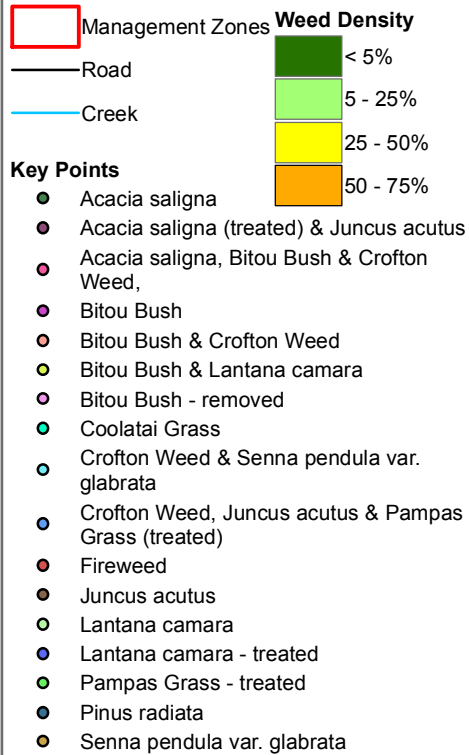 Management Zones
Road
Creek
Weed Density
< 5%
5 - 25%
25 - 50%
50 - 75%
Key Points
Acacia saligna
Acacia saligna (treated) & Juncus acutus
Acacia saligna, Bitou Bush & Crofton
Weed,
Bitou Bush
Bitou Bush & Crofton Weed
Bitou Bush & Lantana camara
Bitou Bush - removed
Coolatai Grass
Crofton Weed & Senna pendula var.
glabrata
Crofton Weed, Juncus acutus & Pampas
Grass (treated)
Fireweed
Juncus acutus
Lantana camara
Lantana camara - treated
Pampas Grass - treated
Pinus radiata
Senna pendula var. glabrata